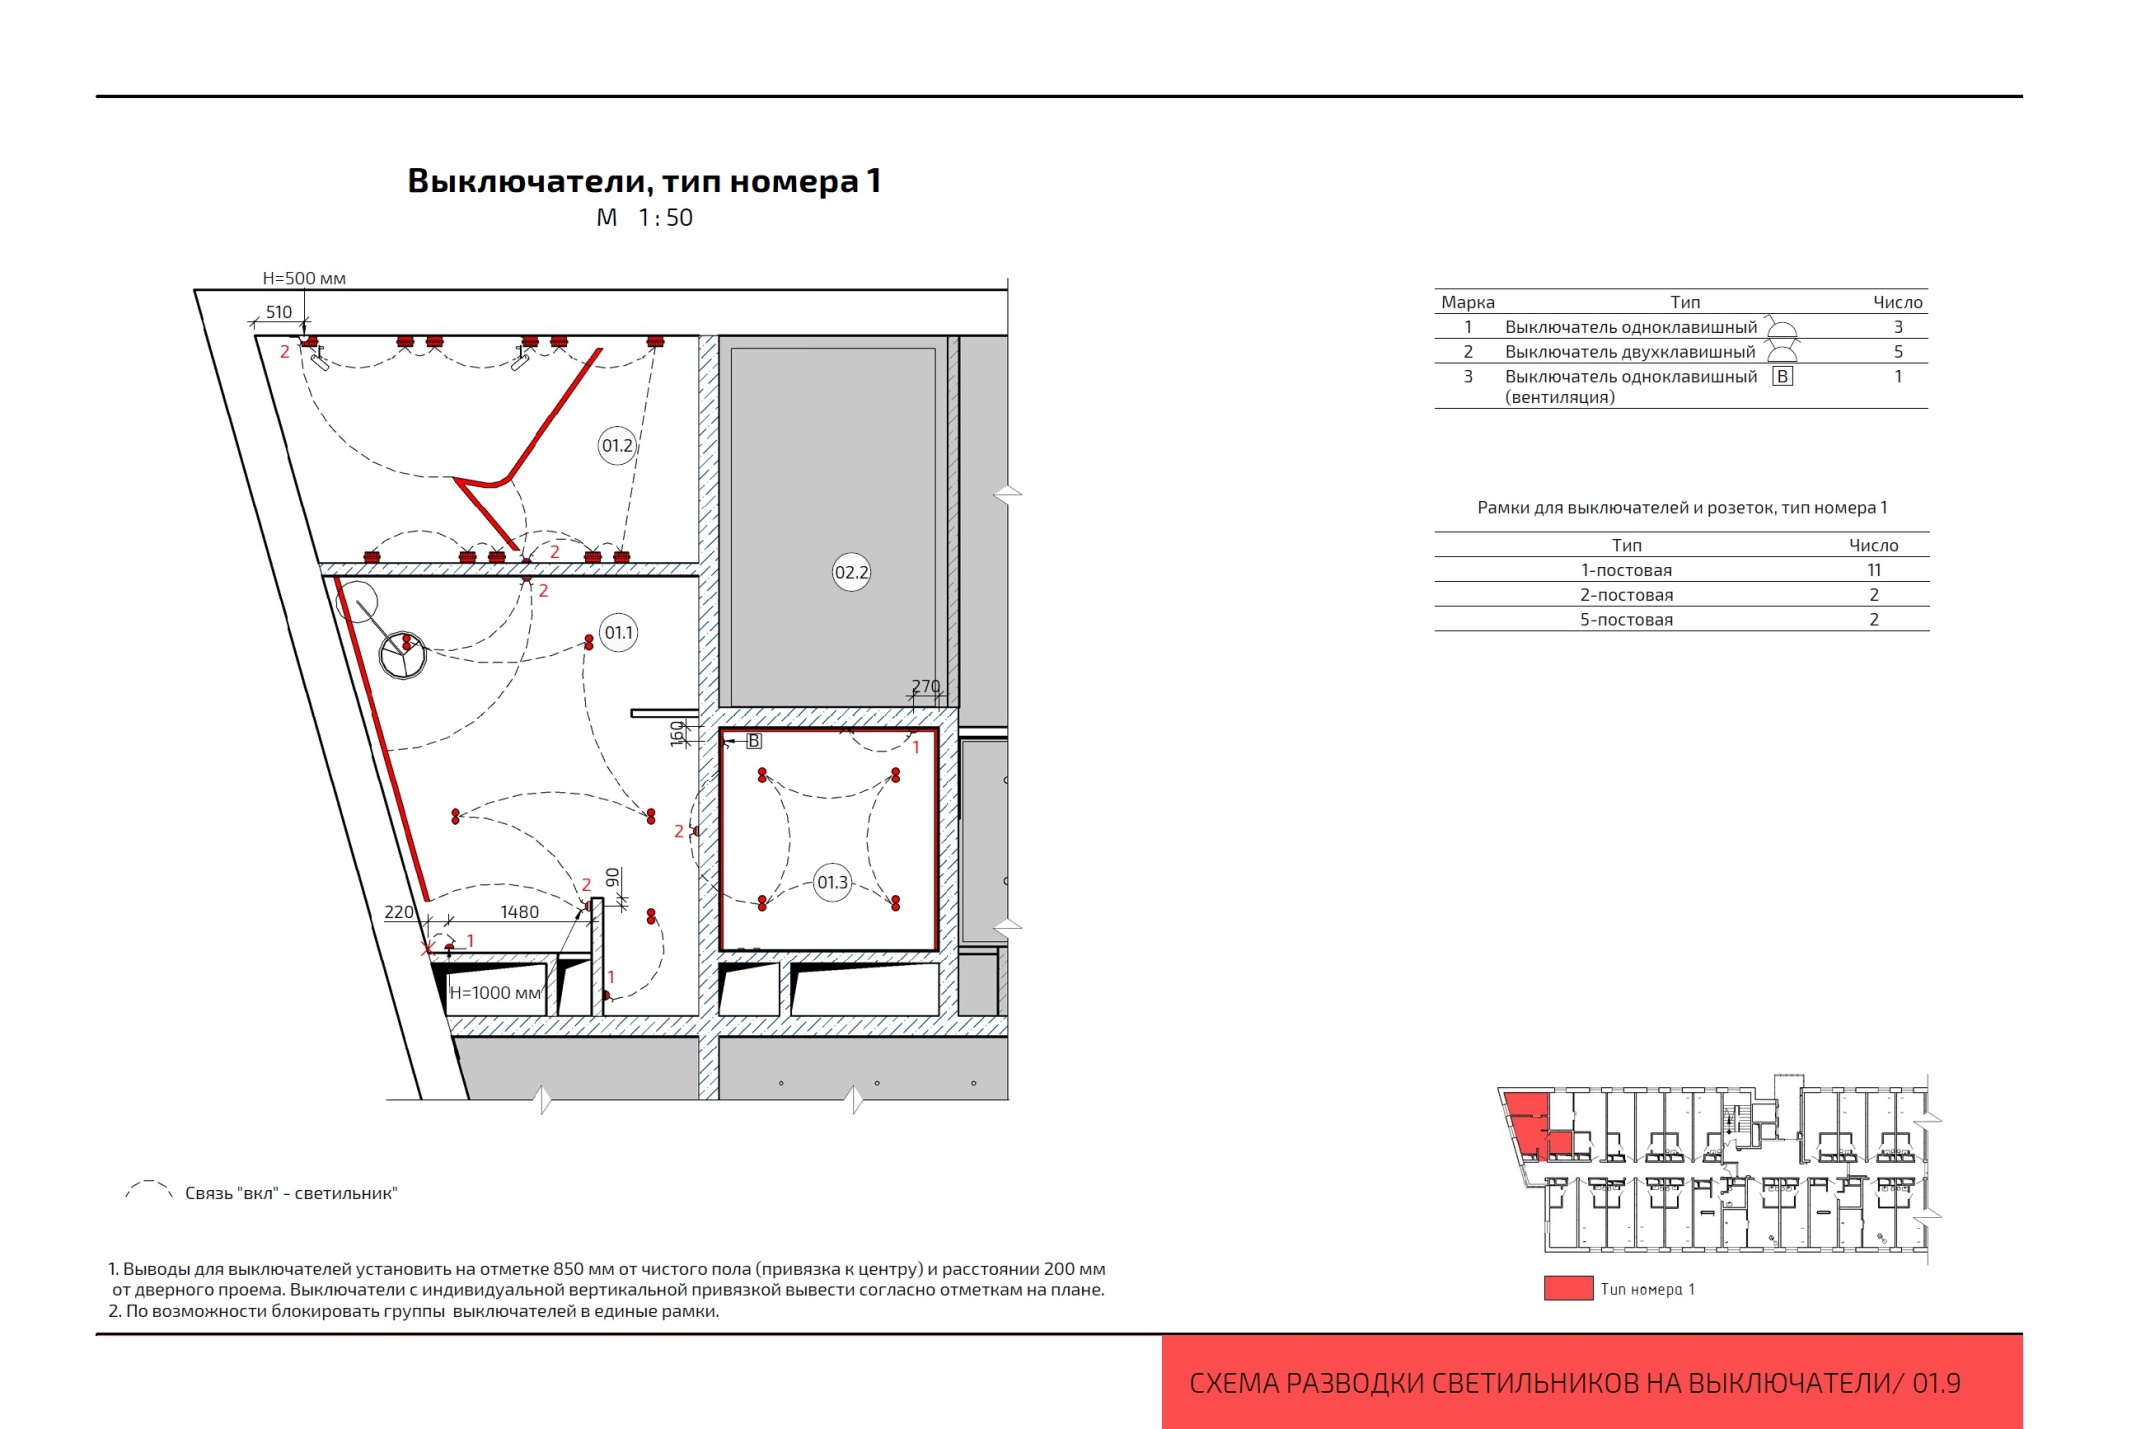 Выключатели, тип номера 1
М 1 : 50
H=500 мм
510
2
01.2
2
2
01.1
02.2
270
160
В
1
2
01.3
2
90
220
1480
1
1
H=1000 мм
Марка Тип Число
1 Выключатель одноклавишный 3
2 Выключатель двухклавишный 5
3 Выключатель одноклавишный В 1
(вентиляция)
Рамки для выключателей и розеток, тип номера 1
Тип Число
1-постовая 11
2-постовая 2
5-постовая 2
Связь "вкл" - светильник"
1. Выводы для выключателей установить на отметке 850 мм от чистого пола (привязка к центру) и расстоянии 200 мм
от дверного проема. Выключатели с индивидуальной вертикальной привязкой вывести согласно отметкам на плане.
2. По возможности блокировать группы выключателей в единые рамки.
Тип номера 1
СХЕМА РАЗВОДКИ СВЕТИЛЬНИКОВ НА ВЫКЛЮЧАТЕЛИ/ 01.9